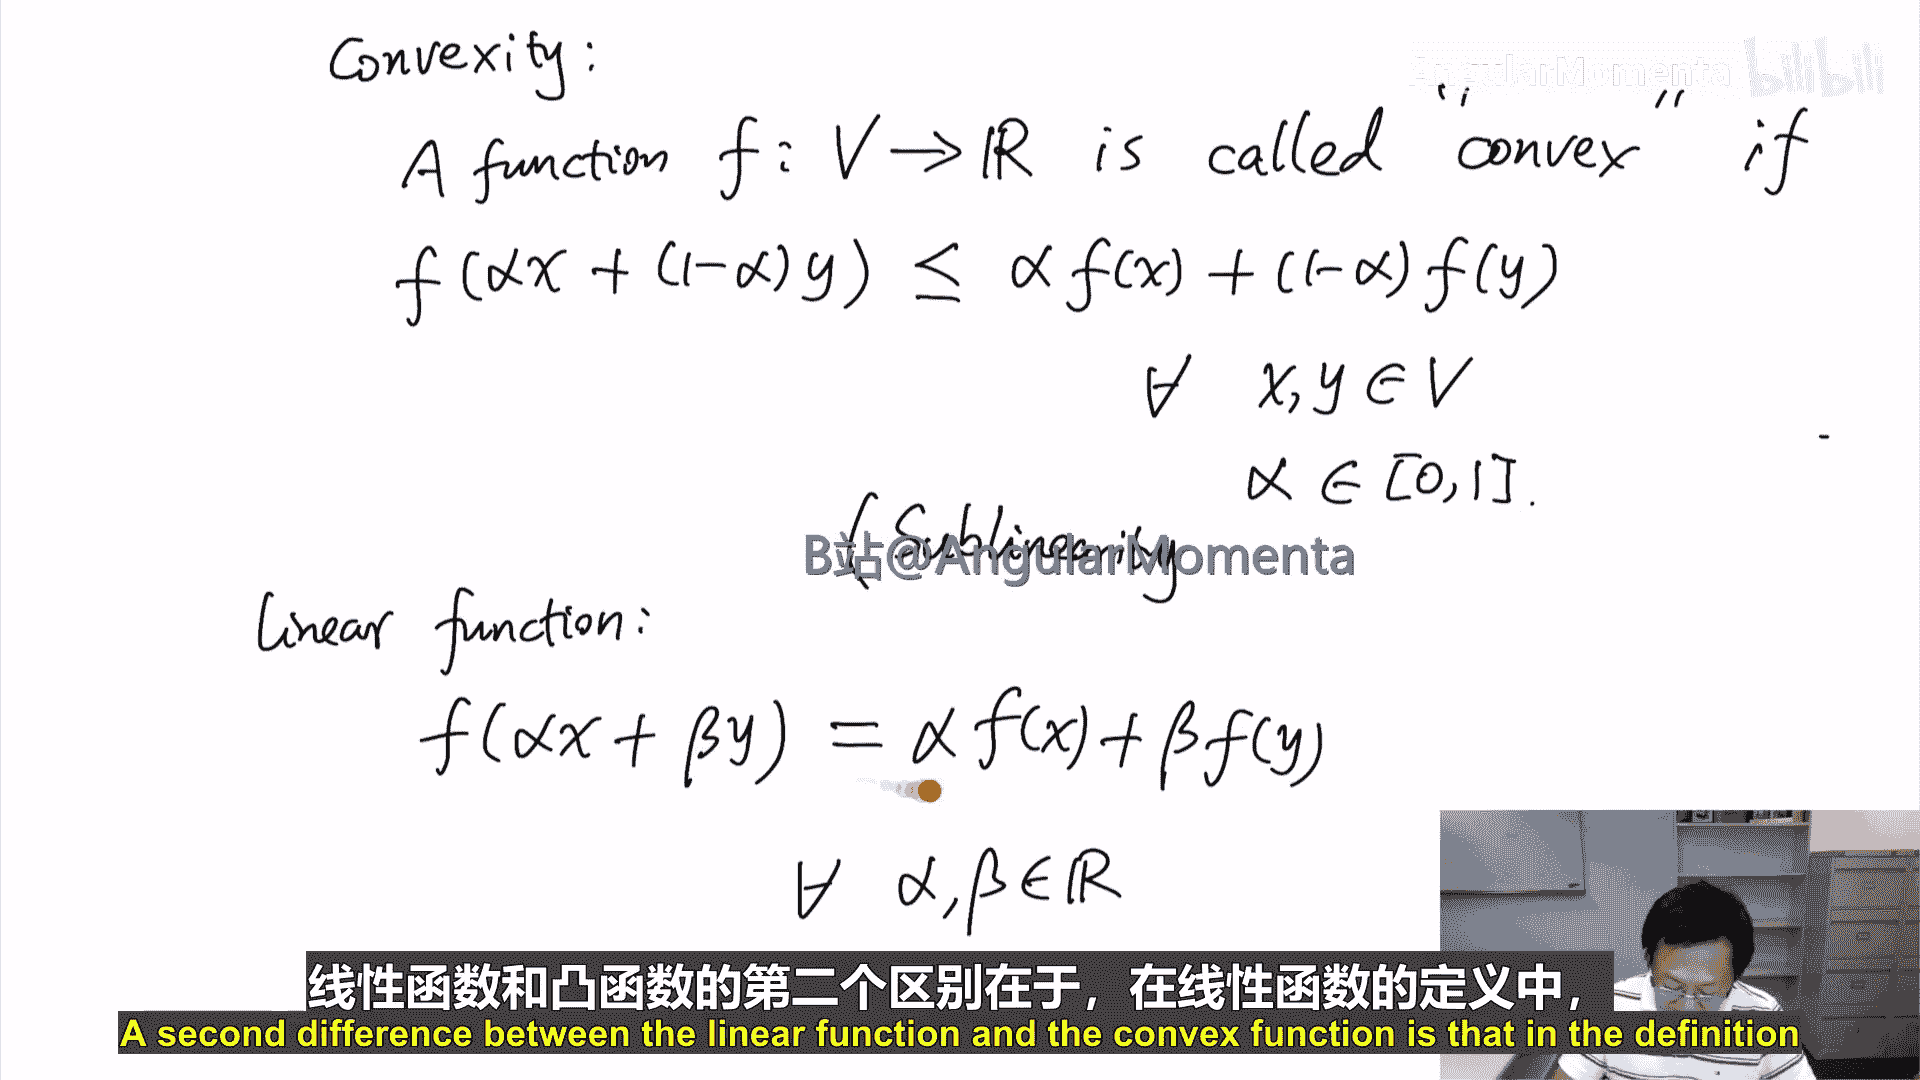 Convexity:
AngularMomenta bilibili
A function f: V → ℝ is called "convex" if
f(αx + (1-α)y) ≤ αf(x) + (1-α)f(y)
∀ x, y ∈ V
α ∈ [0,1].
(Sublinearity
B站@AngularMomenta
Linear function:
f(αx + βy) = αf(x) + βf(y)
∀ α, β ∈ ℝ
线性函数和凸函数的第二个区别在于，在线性函数的定义中，
A second difference between the linear function and the convex function is that in the definition